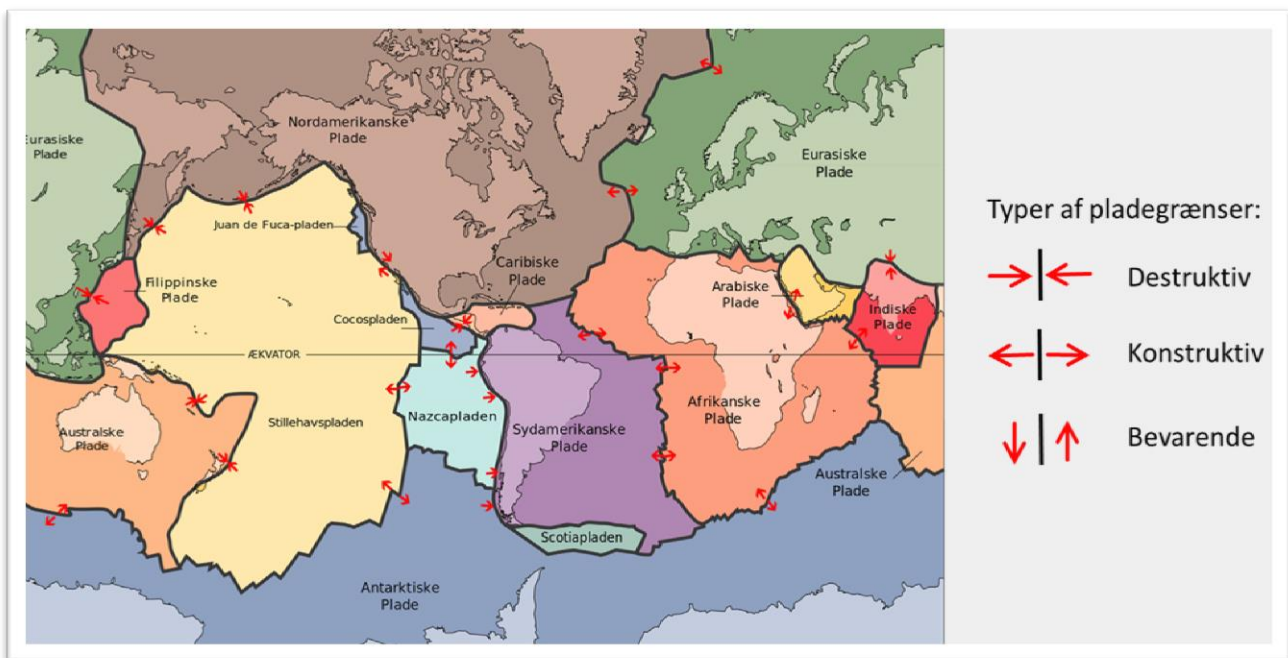 Nordamerikanske
Plade
Eurasiske
Plade
Eurasiske
Plade
Juan de Fuca-pladen
Filippinske
Plade
Caribiske
Plade
Arabiske
Plade
Indiske
Plade
Cocospladen
ÆKVATOR
Nazcapladen
Afrikanske
Plade
Australske
Plade
Stillehavspladen
Sydamerikanske
Plade
Australske
Plade
Scotiapladen
Antarktiske
Plade
Typer af pladegrænser:
Destruktiv
Konstruktiv
Bevarende